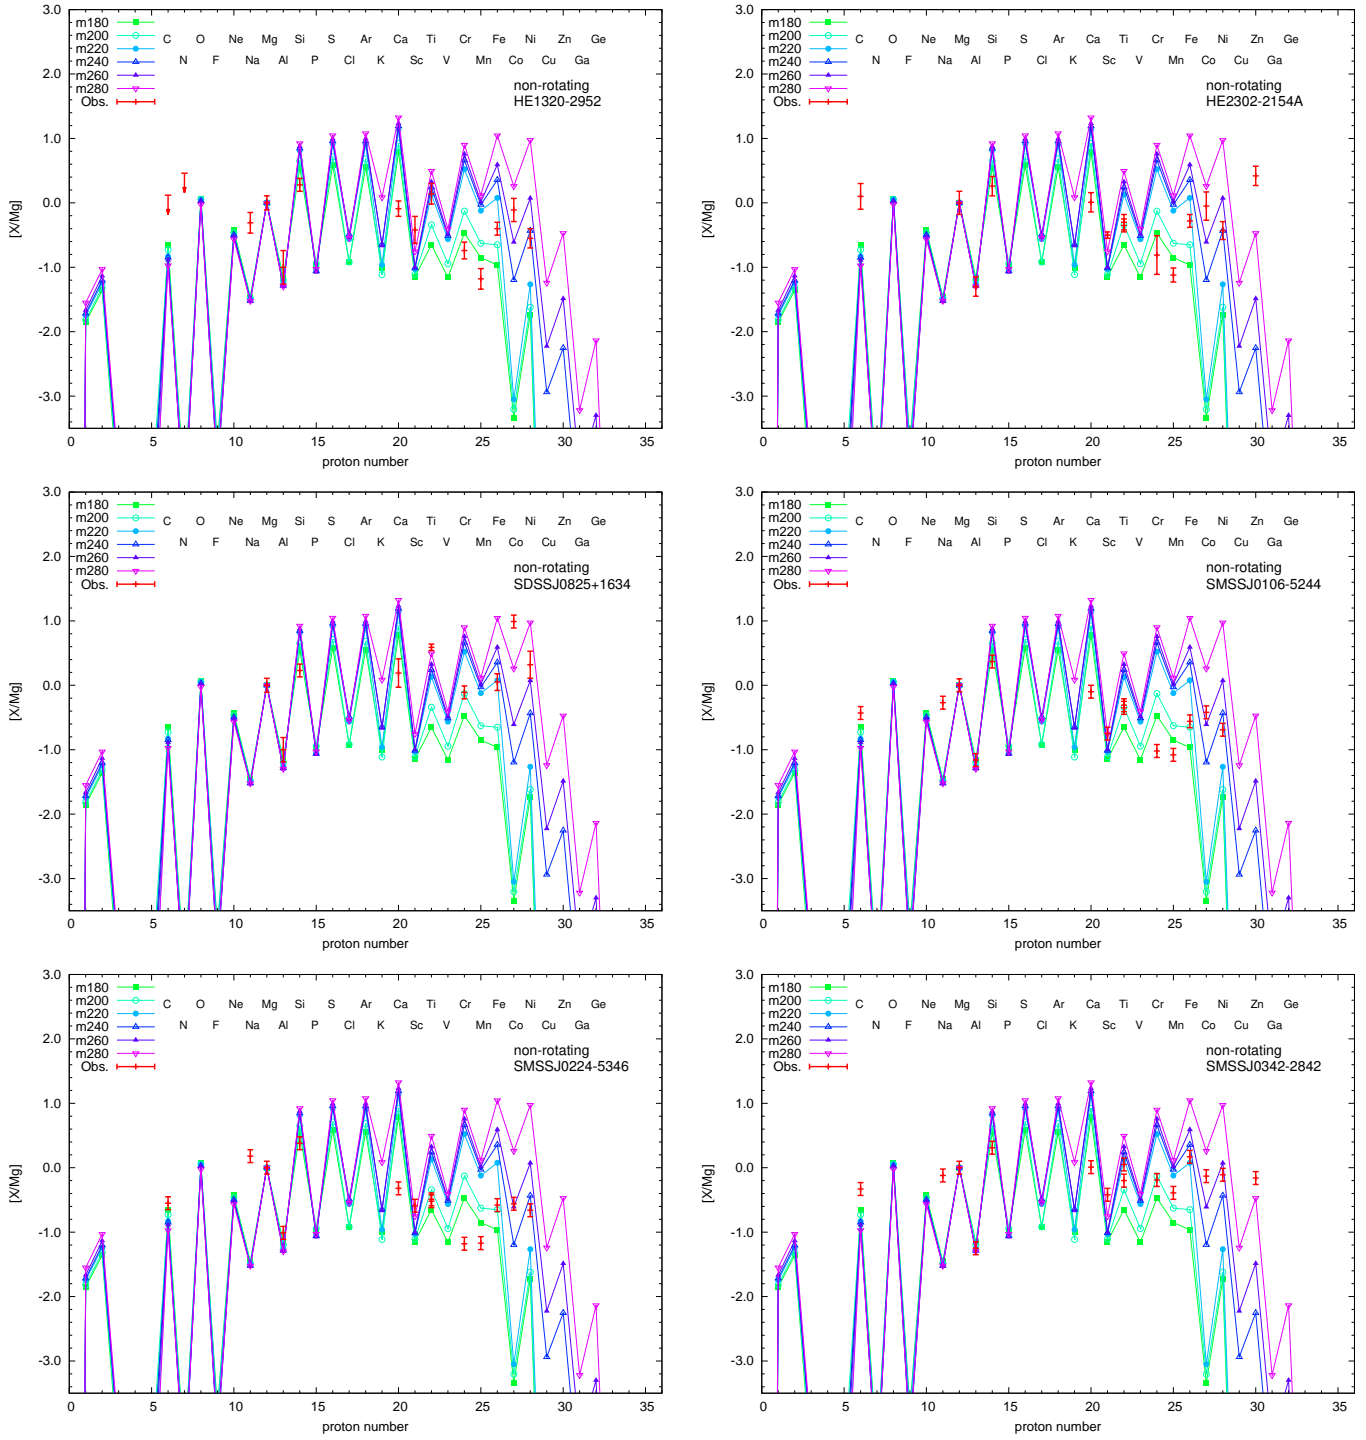 3.0
2.0
1.0
0.0
-1.0
-2.0
-3.0
[X/Mg]
m180
m200
m220
m240
m260
m280
Obs.
C O Ne Mg Si S Ar Ca Ti Cr Fe Ni Zn Ge
N F Na Al P Cl K Sc V Mn Co Cu Ga
non-rotating
HE1320-2952
0 5 10 15 20 25 30 35
proton number
3.0
2.0
1.0
0.0
-1.0
-2.0
-3.0
[X/Mg]
m180
m200
m220
m240
m260
m280
Obs.
C O Ne Mg Si S Ar Ca Ti Cr Fe Ni Zn Ge
N F Na Al P Cl K Sc V Mn Co Cu Ga
non-rotating
HE2302-2154A
0 5 10 15 20 25 30 35
proton number
3.0
2.0
1.0
0.0
-1.0
-2.0
-3.0
[X/Mg]
m180
m200
m220
m240
m260
m280
Obs.
C O Ne Mg Si S Ar Ca Ti Cr Fe Ni Zn Ge
N F Na Al P Cl K Sc V Mn Co Cu Ga
non-rotating
SDSSJ0825+1634
0 5 10 15 20 25 30 35
proton number
3.0
2.0
1.0
0.0
-1.0
-2.0
-3.0
[X/Mg]
m180
m200
m220
m240
m260
m280
Obs.
C O Ne Mg Si S Ar Ca Ti Cr Fe Ni Zn Ge
N F Na Al P Cl K Sc V Mn Co Cu Ga
non-rotating
SMSSJ0106-5244
0 5 10 15 20 25 30 35
proton number
3.0
2.0
1.0
0.0
-1.0
-2.0
-3.0
[X/Mg]
m180
m200
m220
m240
m260
m280
Obs.
C O Ne Mg Si S Ar Ca Ti Cr Fe Ni Zn Ge
N F Na Al P Cl K Sc V Mn Co Cu Ga
non-rotating
SMSSJ0224-5346
0 5 10 15 20 25 30 35
proton number
3.0
2.0
1.0
0.0
-1.0
-2.0
-3.0
[X/Mg]
m180
m200
m220
m240
m260
m280
Obs.
C O Ne Mg Si S Ar Ca Ti Cr Fe Ni Zn Ge
N F Na Al P Cl K Sc V Mn Co Cu Ga
non-rotating
SMSSJ0342-2842
0 5 10 15 20 25 30 35
proton number